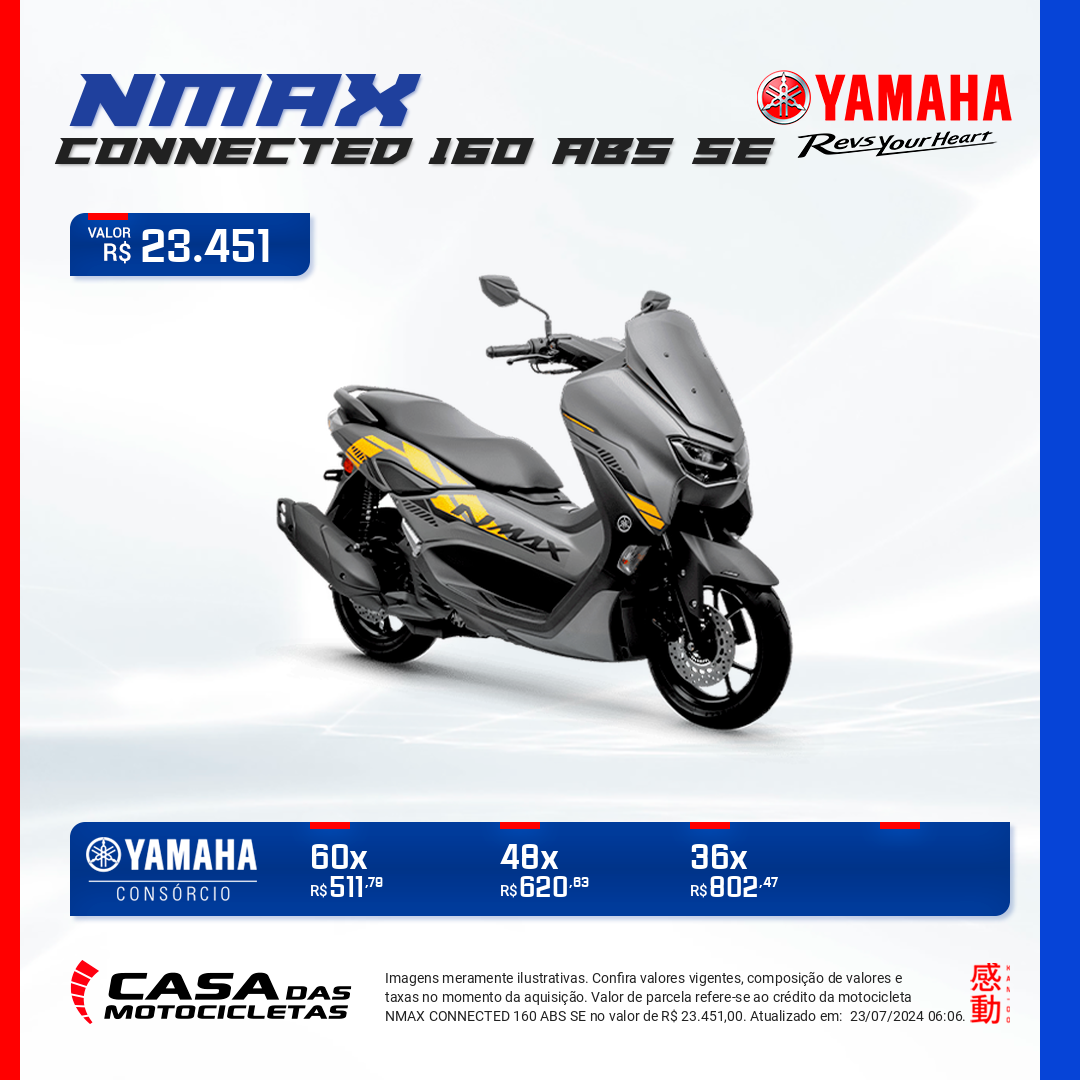 NMAX
CONNECTED 160 ABS SE
YAMAHA
Revs Your Heart
VALOR
R$ 23.451
NMAX
YAMAHA
CONSÓRCIO
60x
R$ 511,79
48x
R$ 620,63
36x
R$ 802,47
CASA DAS
MOTOCICLETAS
Imagens meramente ilustrativas. Confira valores vigentes, composição de valores e
taxas no momento da aquisição. Valor de parcela refere-se ao crédito da motocicleta
NMAX CONNECTED 160 ABS SE no valor de R$ 23.451,00. Atualizado em: 23/07/2024 06:06.
感動